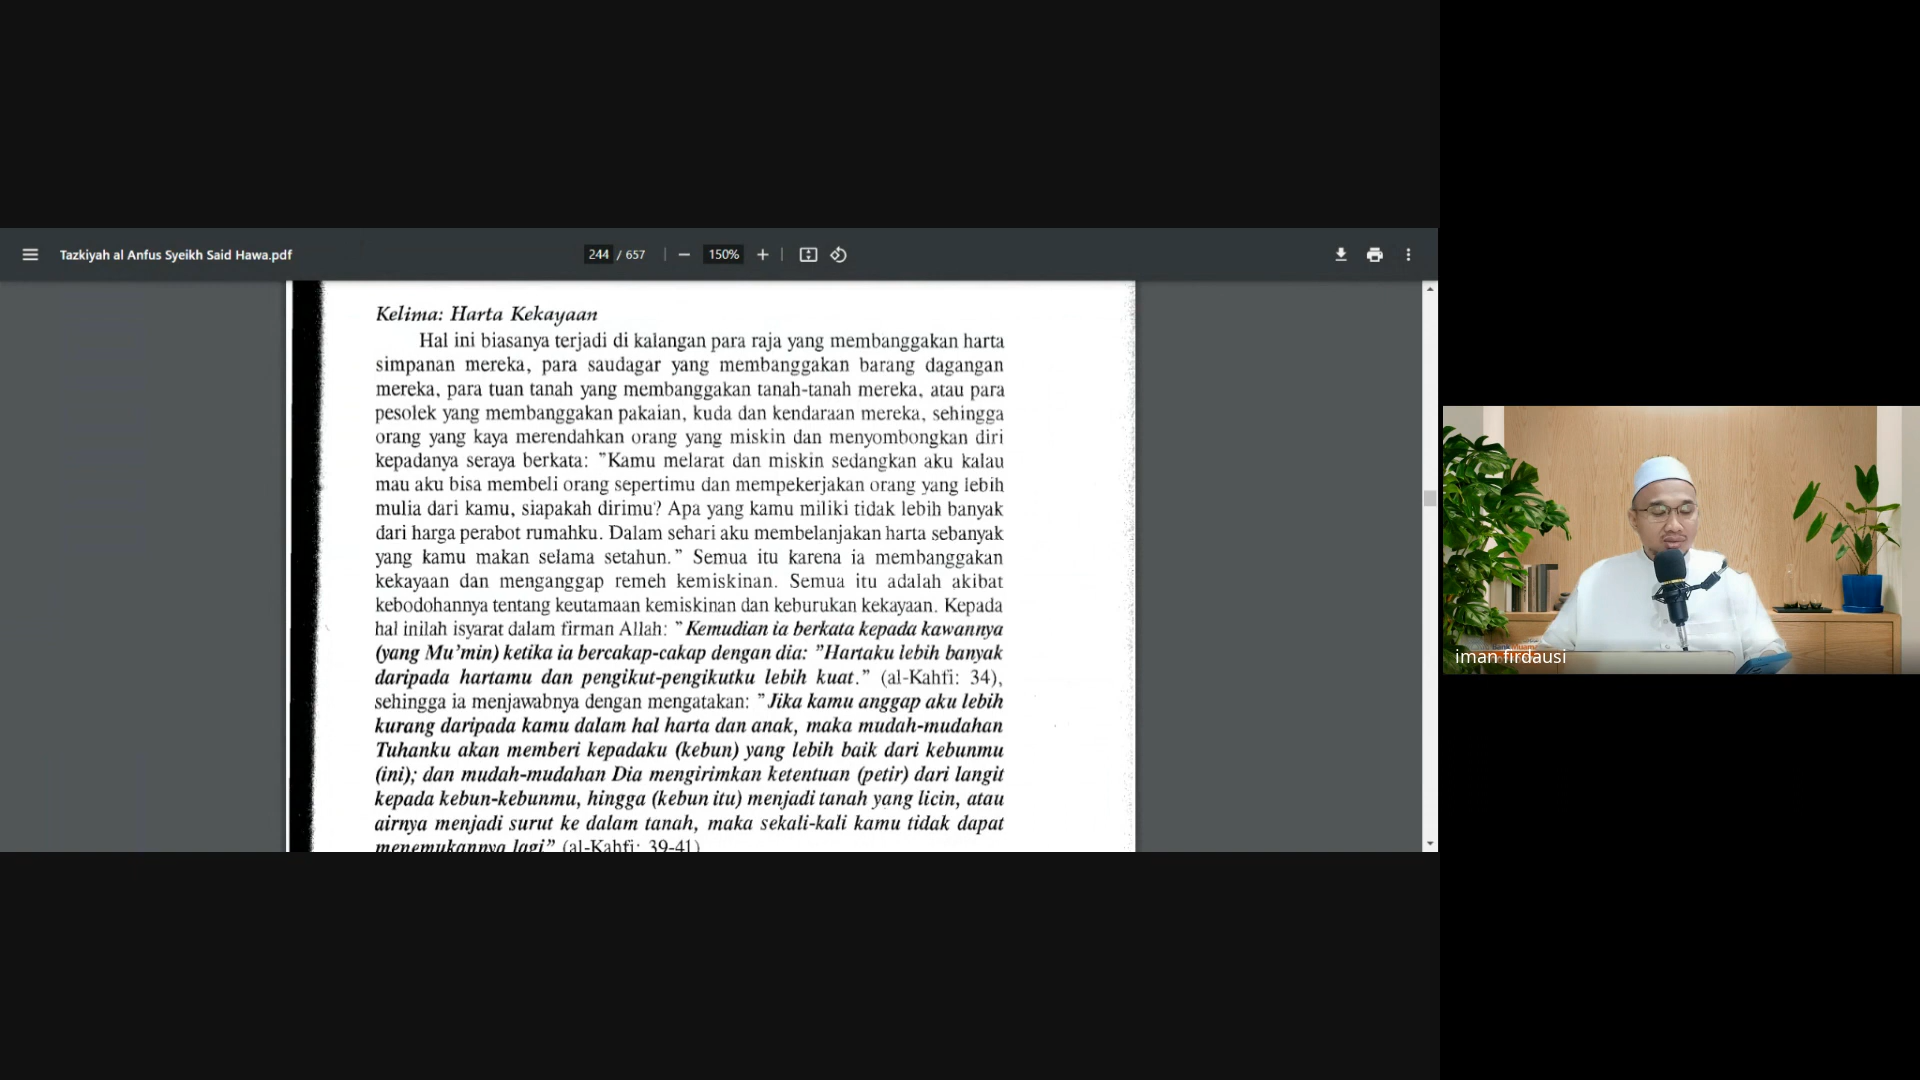 Tazkiyah al Anfus Syeikh Said Hawa.pdf
244 / 657
150%
Kelima: Harta Kekayaan
Hal ini biasanya terjadi di kalangan para raja yang membanggakan harta
simpanan mereka, para saudagar yang membanggakan barang dagangan
mereka, para tuan tanah yang membanggakan tanah-tanah mereka, atau para
pesolek yang membanggakan pakaian, kuda dan kendaraan mereka, sehingga
orang yang kaya merendahkan orang yang miskin dan menyombongkan diri
kepadanya seraya berkata: "Kamu melarat dan miskin sedangkan aku kalau
mau aku bisa membeli orang sepertimu dan mempekerjakan orang yang lebih
mulia dari kamu, siapakah dirimu? Apa yang kamu miliki tidak lebih banyak
dari harga perabot rumahku. Dalam sehari aku membelanjakan harta sebanyak
yang kamu makan selama setahun." Semua itu karena ia membanggakan
kekayaan dan menganggap remeh kemiskinan. Semua itu adalah akibat
kebodohannya tentang keutamaan kemiskinan dan keburukan kekayaan. Kepada
hal inilah isyarat dalam firman Allah: "Kemudian ia berkata kepada kawannya
(yang Mu'min) ketika ia bercakap-cakap dengan dia: "Hartaku lebih banyak
daripada hartamu dan pengikut-pengikutku lebih kuat." (al-Kahfi: 34),
sehingga ia menjawabnya dengan mengatakan: "Jika kamu anggap aku lebih
kurang daripada kamu dalam hal harta dan anak, maka mudah-mudahan
Tuhanku akan memberi kepadaku (kebun) yang lebih baik dari kebunmu
(ini); dan mudah-mudahan Dia mengirimkan ketentuan (petir) dari langit
kepada kebun-kebunmu, hingga (kebun itu) menjadi tanah yang licin, atau
airnya menjadi surut ke dalam tanah, maka sekali-kali kamu tidak dapat
menemukannya lagi" (al-Kahfi: 39-41)
iman firdausi